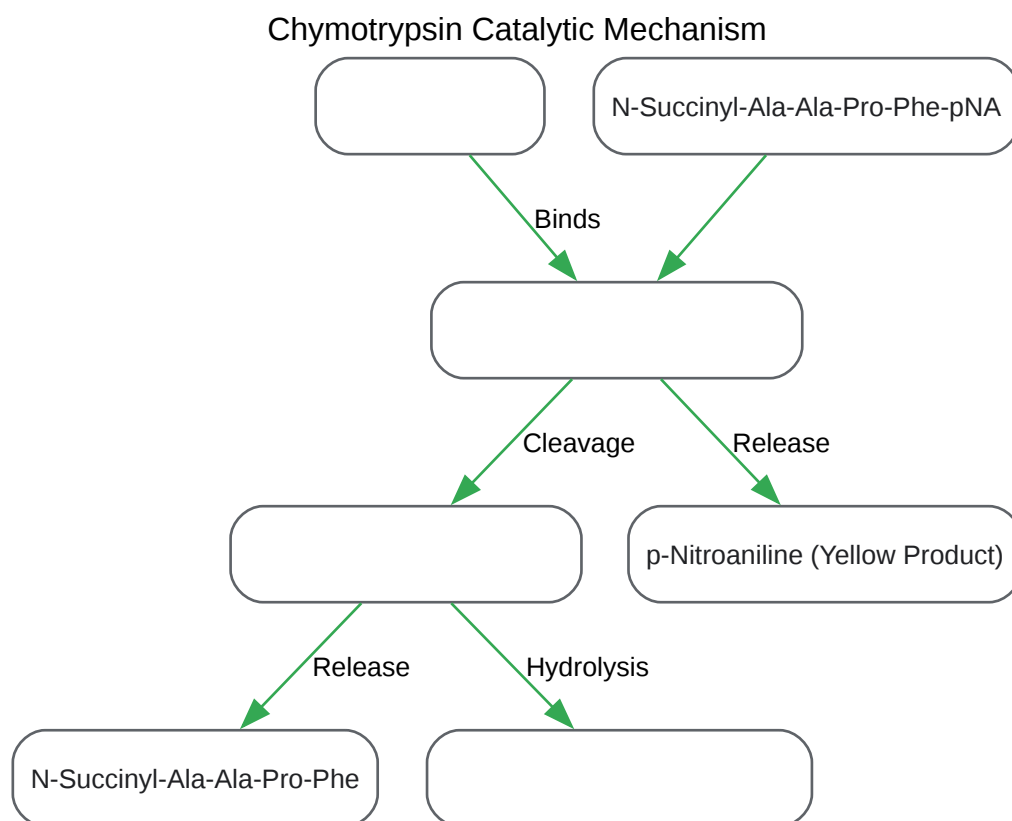 Chymotrypsin Catalytic Mechanism
N-Succinyl-Ala-Ala-Pro-Phe-pNA
Binds
Cleavage
Release
p-Nitroaniline (Yellow Product)
Release
Hydrolysis
N-Succinyl-Ala-Ala-Pro-Phe